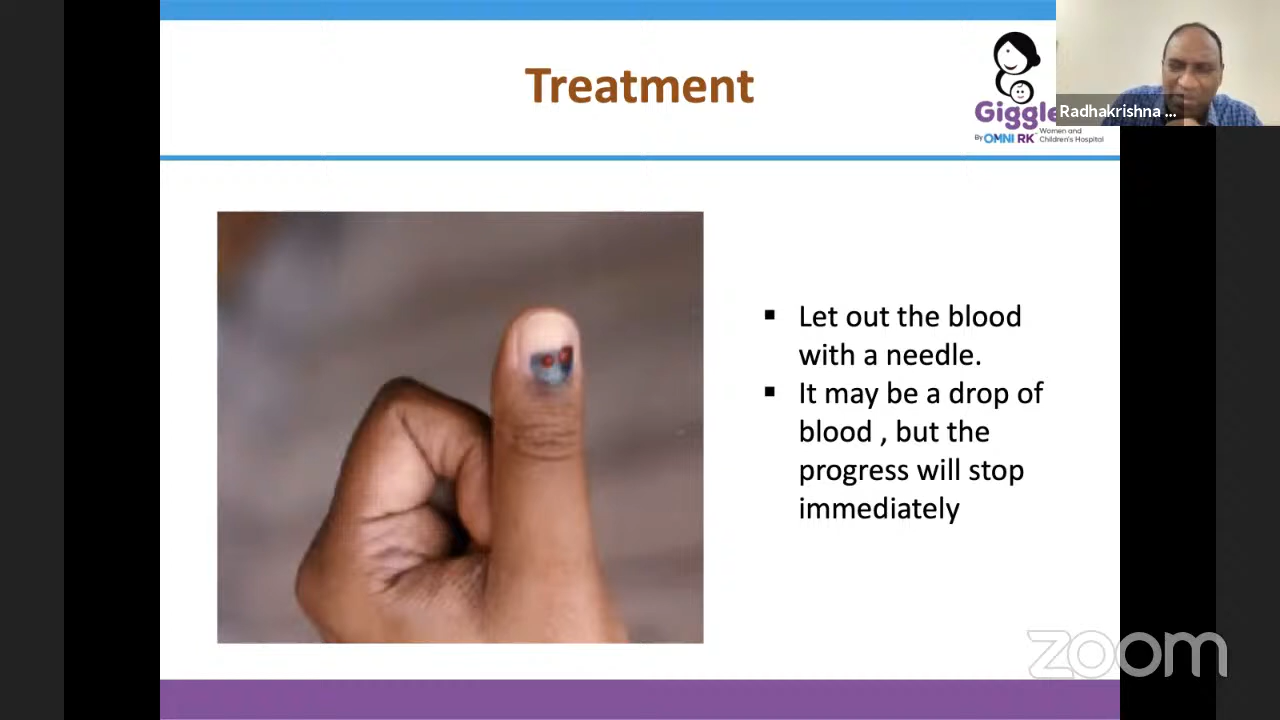 Treatment
Giggle
By OMNI RK Women and
Children's Hospital
Radhakrishna ...
▪ Let out the blood
with a needle.
▪ It may be a drop of
blood , but the
progress will stop
immediately
zoom